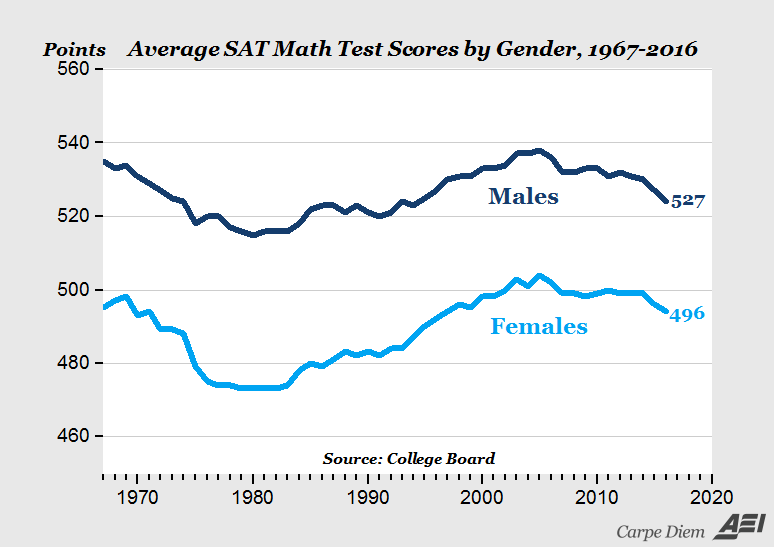 Points Average SAT Math Test Scores by Gender, 1967-2016
560
540
520
500
480
460
Males
527
Females
496
Source: College Board
1970 1980 1990 2000 2010 2020
Carpe Diem AEI